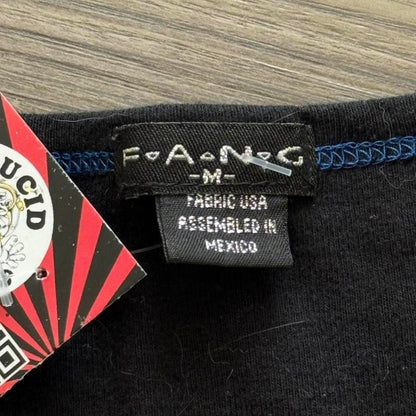 F·A·N·G
-M-
FABRIC USA
ASSEMBLED IN
MEXICO
UCID